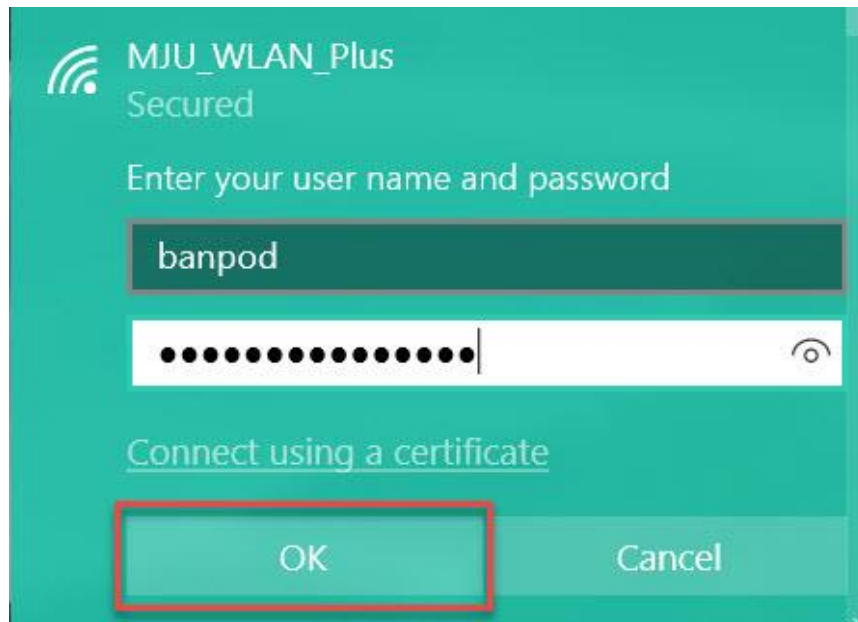 MJU_WLAN_Plus
Secured
Enter your user name and password
banpod
●●●●●●●●●●●●●●●
Connect using a certificate
OK Cancel